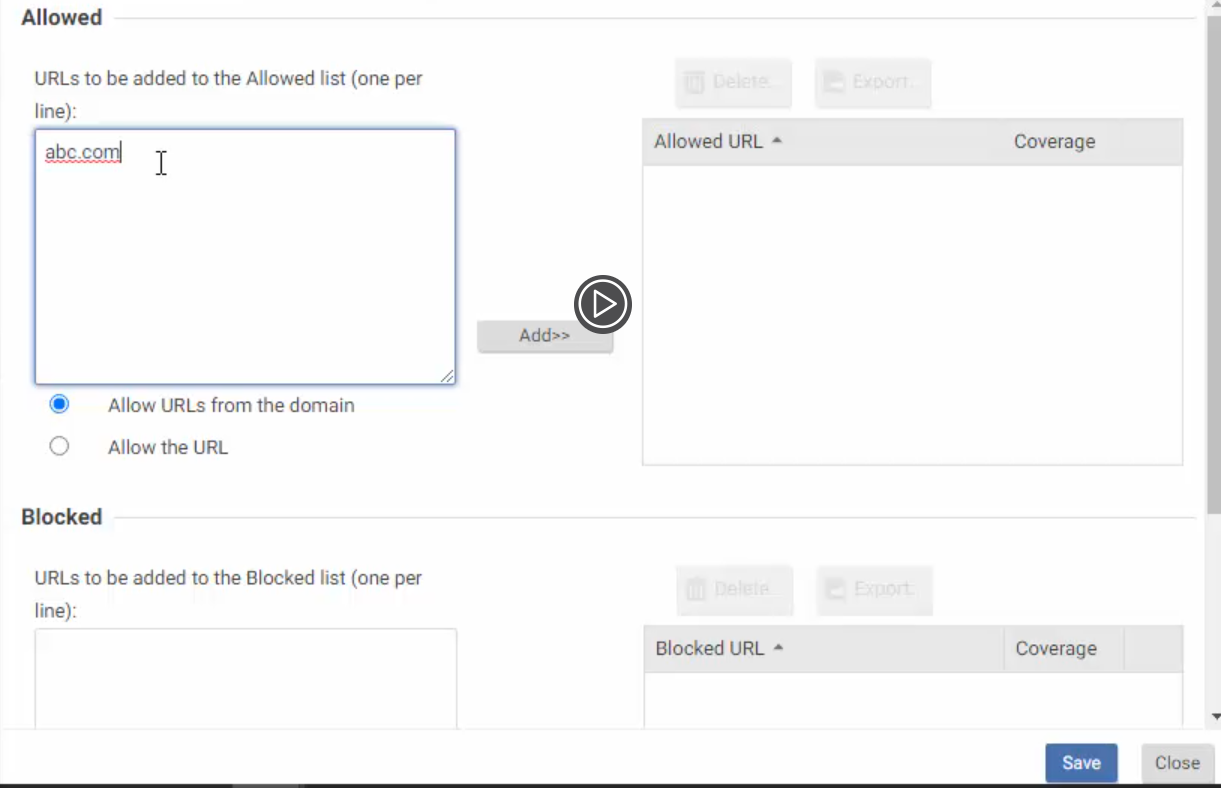 Allowed
URLs to be added to the Allowed list (one per
line):
abc.com
Allow URLs from the domain
Allow the URL
Add>>
Delete
Export
Allowed URL
Coverage
Blocked
URLs to be added to the Blocked list (one per
line):
Delete
Export
Blocked URL
Coverage
Save
Close